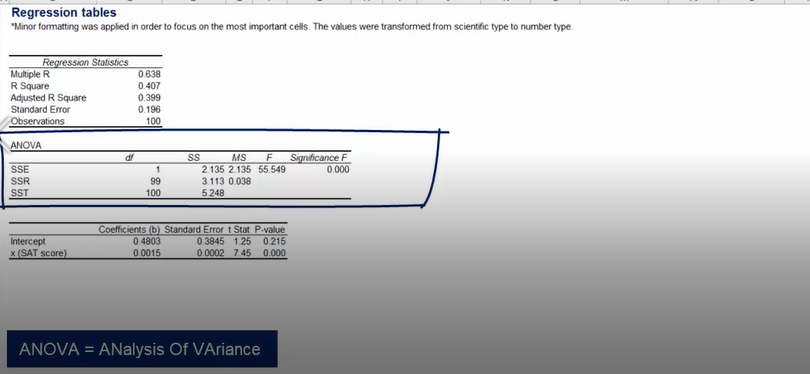 Regression tables
*Minor formatting was applied in order to focus on the most important cells. The values were transformed from scientific type to number type.
Regression Statistics
Multiple R 0.638
R Square 0.407
Adjusted R Square 0.399
Standard Error 0.196
Observations 100
ANOVA
df SS MS F Significance F
SSE 1 2.135 2.135 55.549 0.000
SSR 99 3.113 0.038
SST 100 5.248
Coefficients (b) Standard Error t Stat P-value
Intercept 0.4803 0.3845 1.25 0.215
x (SAT score) 0.0015 0.0002 7.45 0.000
ANOVA = ANalysis Of VAriance